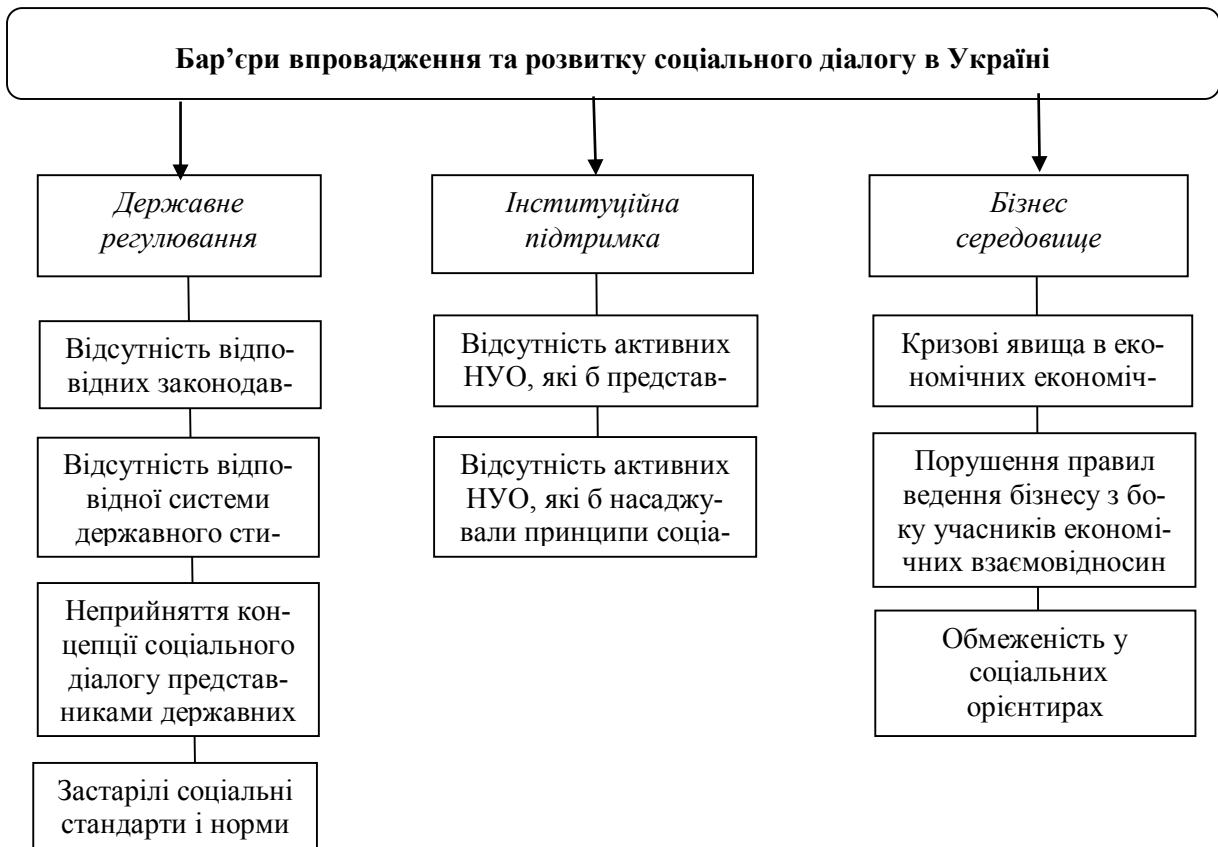 Бар’єри впровадження та розвитку соціального діалогу в Україні
Державне
регулювання
Відсутність відпо-
відних законодав-
Відсутність відпо-
відної системи
державного сти-
Неприйняття кон-
цепції соціального
діалогу представ-
никами державних
Застарілі соціальні
стандарти і норми
Інституційна
підтримка
Відсутність активних
НУО, які б представ-
Відсутність активних
НУО, які б насаджу-
вали принципи соціа-
Бізнес
середовище
Кризові явища в еко-
номічних економіч-
Порушення правил
ведення бізнесу з бо-
ку учасників економі-
чних взаємовідносин
Обмеженість у
соціальних
орієнтирах